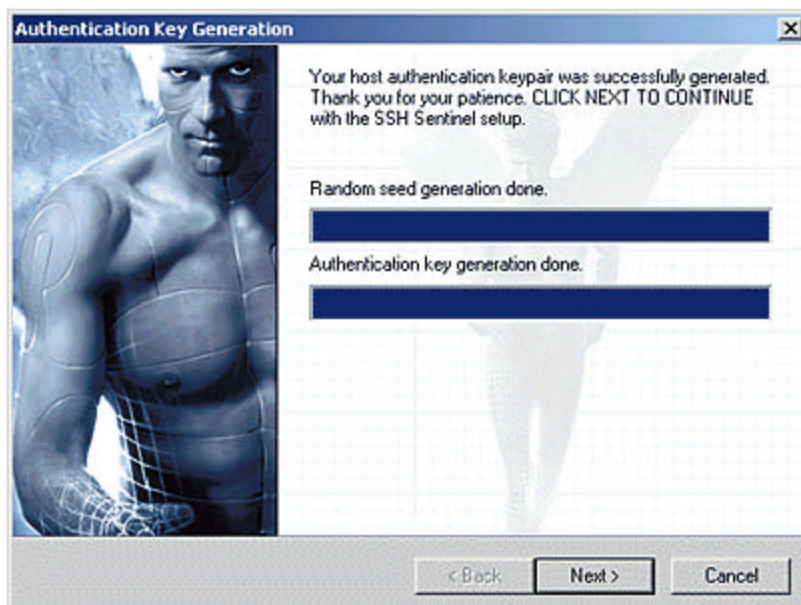 Authentication Key Generation
Your host authentication keypair was successfully generated.
Thank you for your patience. CLICK NEXT TO CONTINUE
with the SSH Sentinel setup.
Random seed generation done.
Authentication key generation done.
< Back Next > Cancel